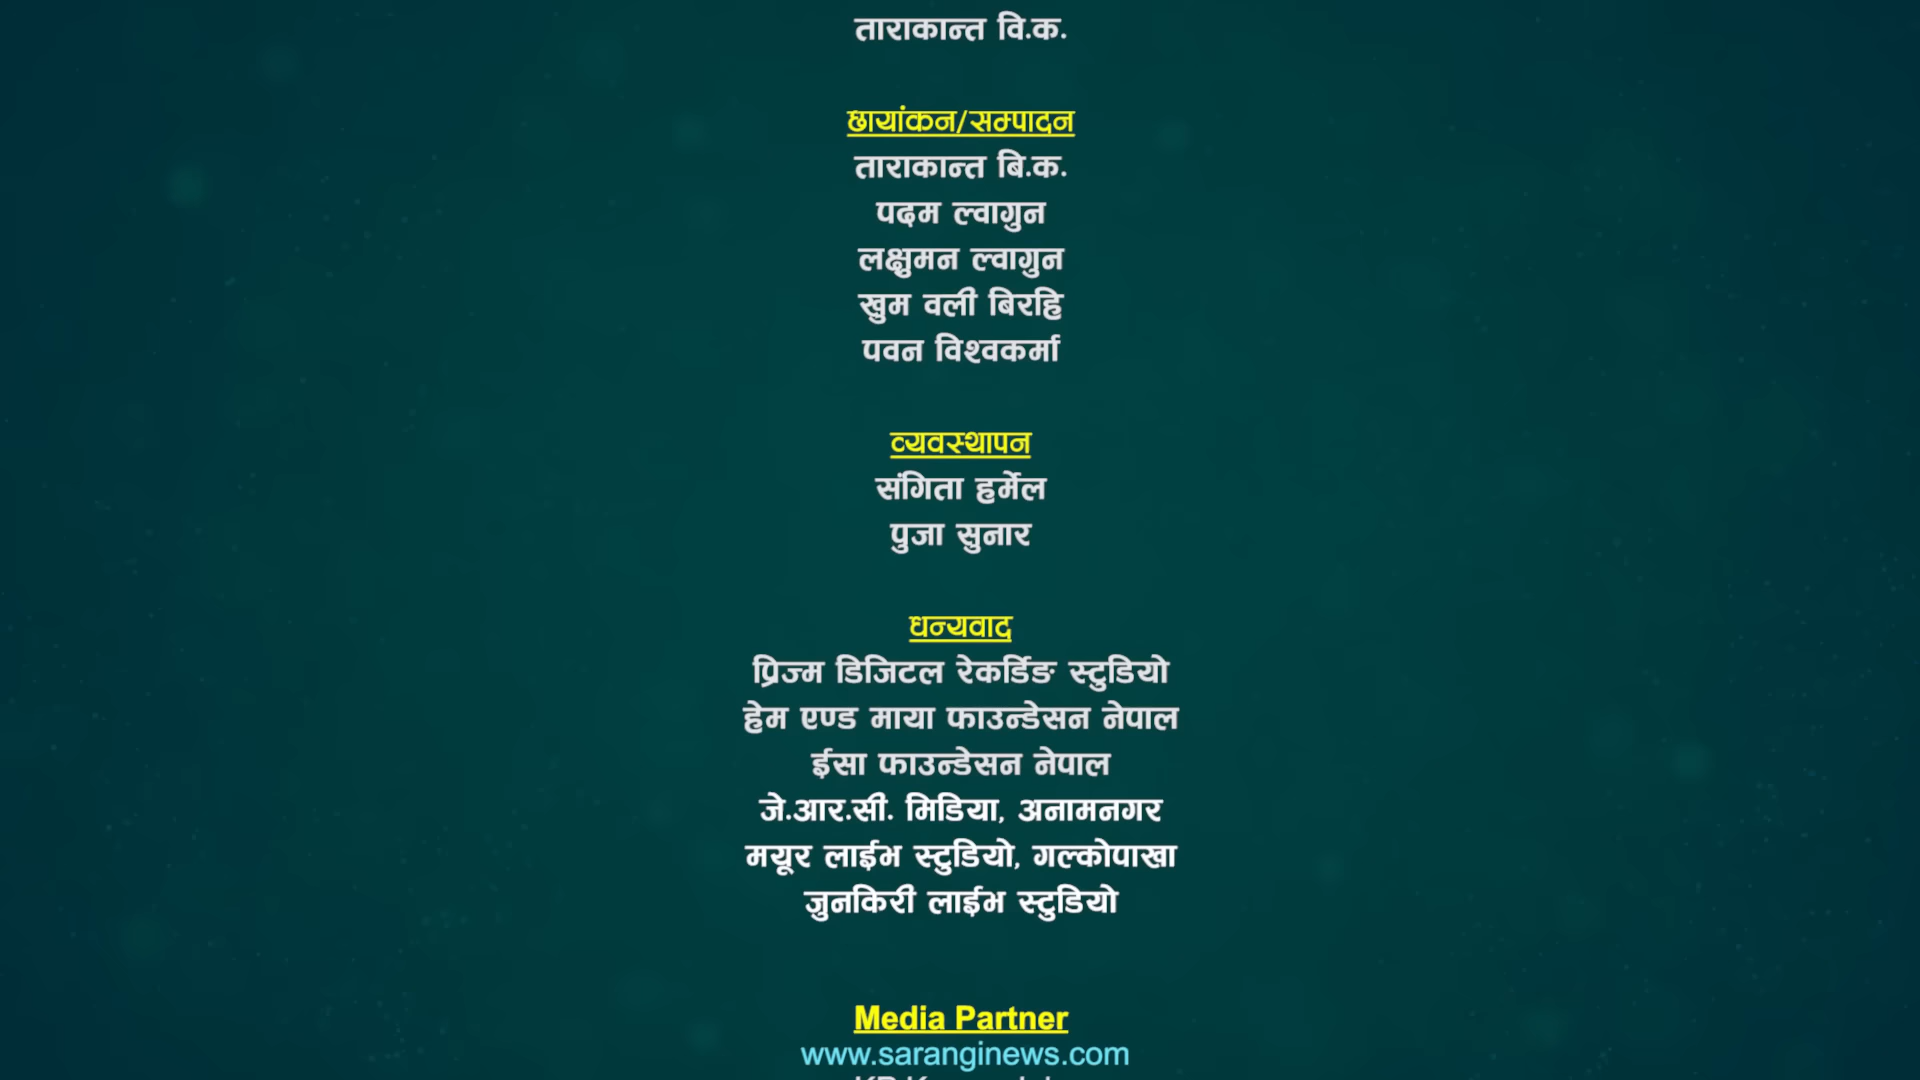 ताराकान्त वि.क.
छायांकन/सम्पादन
ताराकान्त बि.क.
पदम ल्वागुन
लक्षुमन ल्वागुन
खुम वली बिरहि
पवन विश्वकर्मा
व्यवस्थापन
संगिता हर्मेल
पुजा सुनार
धन्यवाद
प्रिज्म डिजिटल रेकर्डिङ स्टुडियो
हेम एण्ड माया फाउन्डेसन नेपाल
ईसा फाउन्डेसन नेपाल
जे.आर.सी. मिडिया, अनामनगर
मयूर लाईभ स्टुडियो, गल्कोपाखा
जुनकिरी लाईभ स्टुडियो
Media Partner
www.saranginews.com